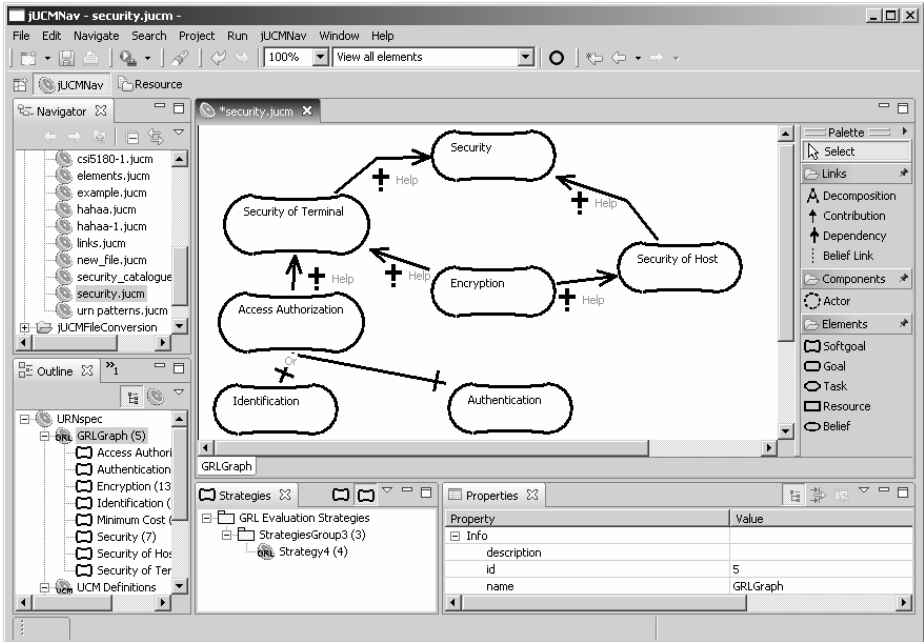 jUCMNav - security.jucm -
File Edit Navigate Search Project Run jUCMNav Window Help
100% View all elements
jUCMNav Resource
Navigator
csi5180-1.jucm
elements.jucm
example.jucm
hahaa.jucm
hahaa-1.jucm
links.jucm
new_file.jucm
security_catalogue
security.jucm
urn patterns.jucm
jUCMFileConversion
Outline
1
URNspec
GRL GRLGraph (5)
Access Authori
Authentication
Encryption (13
Identification (
Minimum Cost (
Security (7)
Security of Hos
Security of Ter
UCM UCM Definitions
*security.jucm
Security
Help
Security of Terminal
Help
Security of Host
Help
Help
Encryption
Help
Access Authorization
Or
Identification
Authentication
GRLGraph
Palette
Select
Links
Decomposition
Contribution
Dependency
Belief Link
Components
Actor
Elements
Softgoal
Goal
Task
Resource
Belief
Strategies
GRL Evaluation Strategies
StrategiesGroup3 (3)
GRL Strategy4 (4)
Properties
Property Value
Info
description
id 5
name GRLGraph